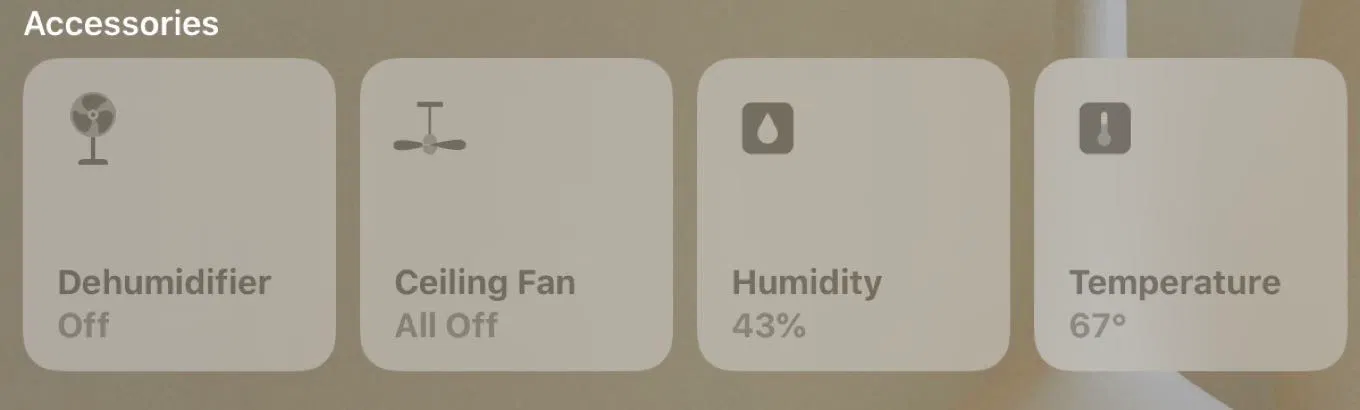 Accessories
Dehumidifier
Off
Ceiling Fan
All Off
Humidity
43%
Temperature
67°